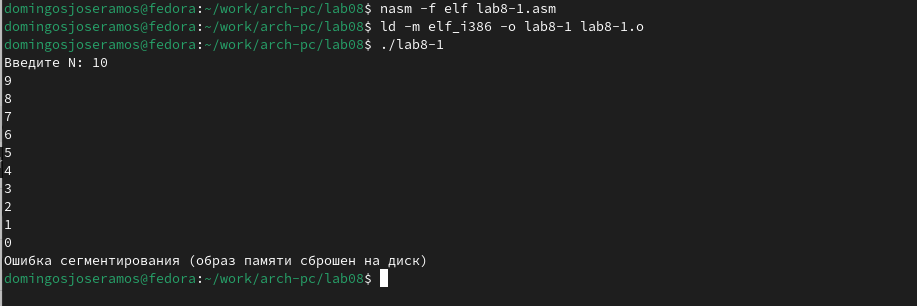 domingosjoseramos@fedora:~/work/arch-pc/lab08$ nasm -f elf lab8-1.asm
domingosjoseramos@fedora:~/work/arch-pc/lab08$ ld -m elf_i386 -o lab8-1 lab8-1.o
domingosjoseramos@fedora:~/work/arch-pc/lab08$ ./lab8-1
Введите N: 10
9
8
7
6
5
4
3
2
1
0
Ошибка сегментирования (образ памяти сброшен на диск)
domingosjoseramos@fedora:~/work/arch-pc/lab08$